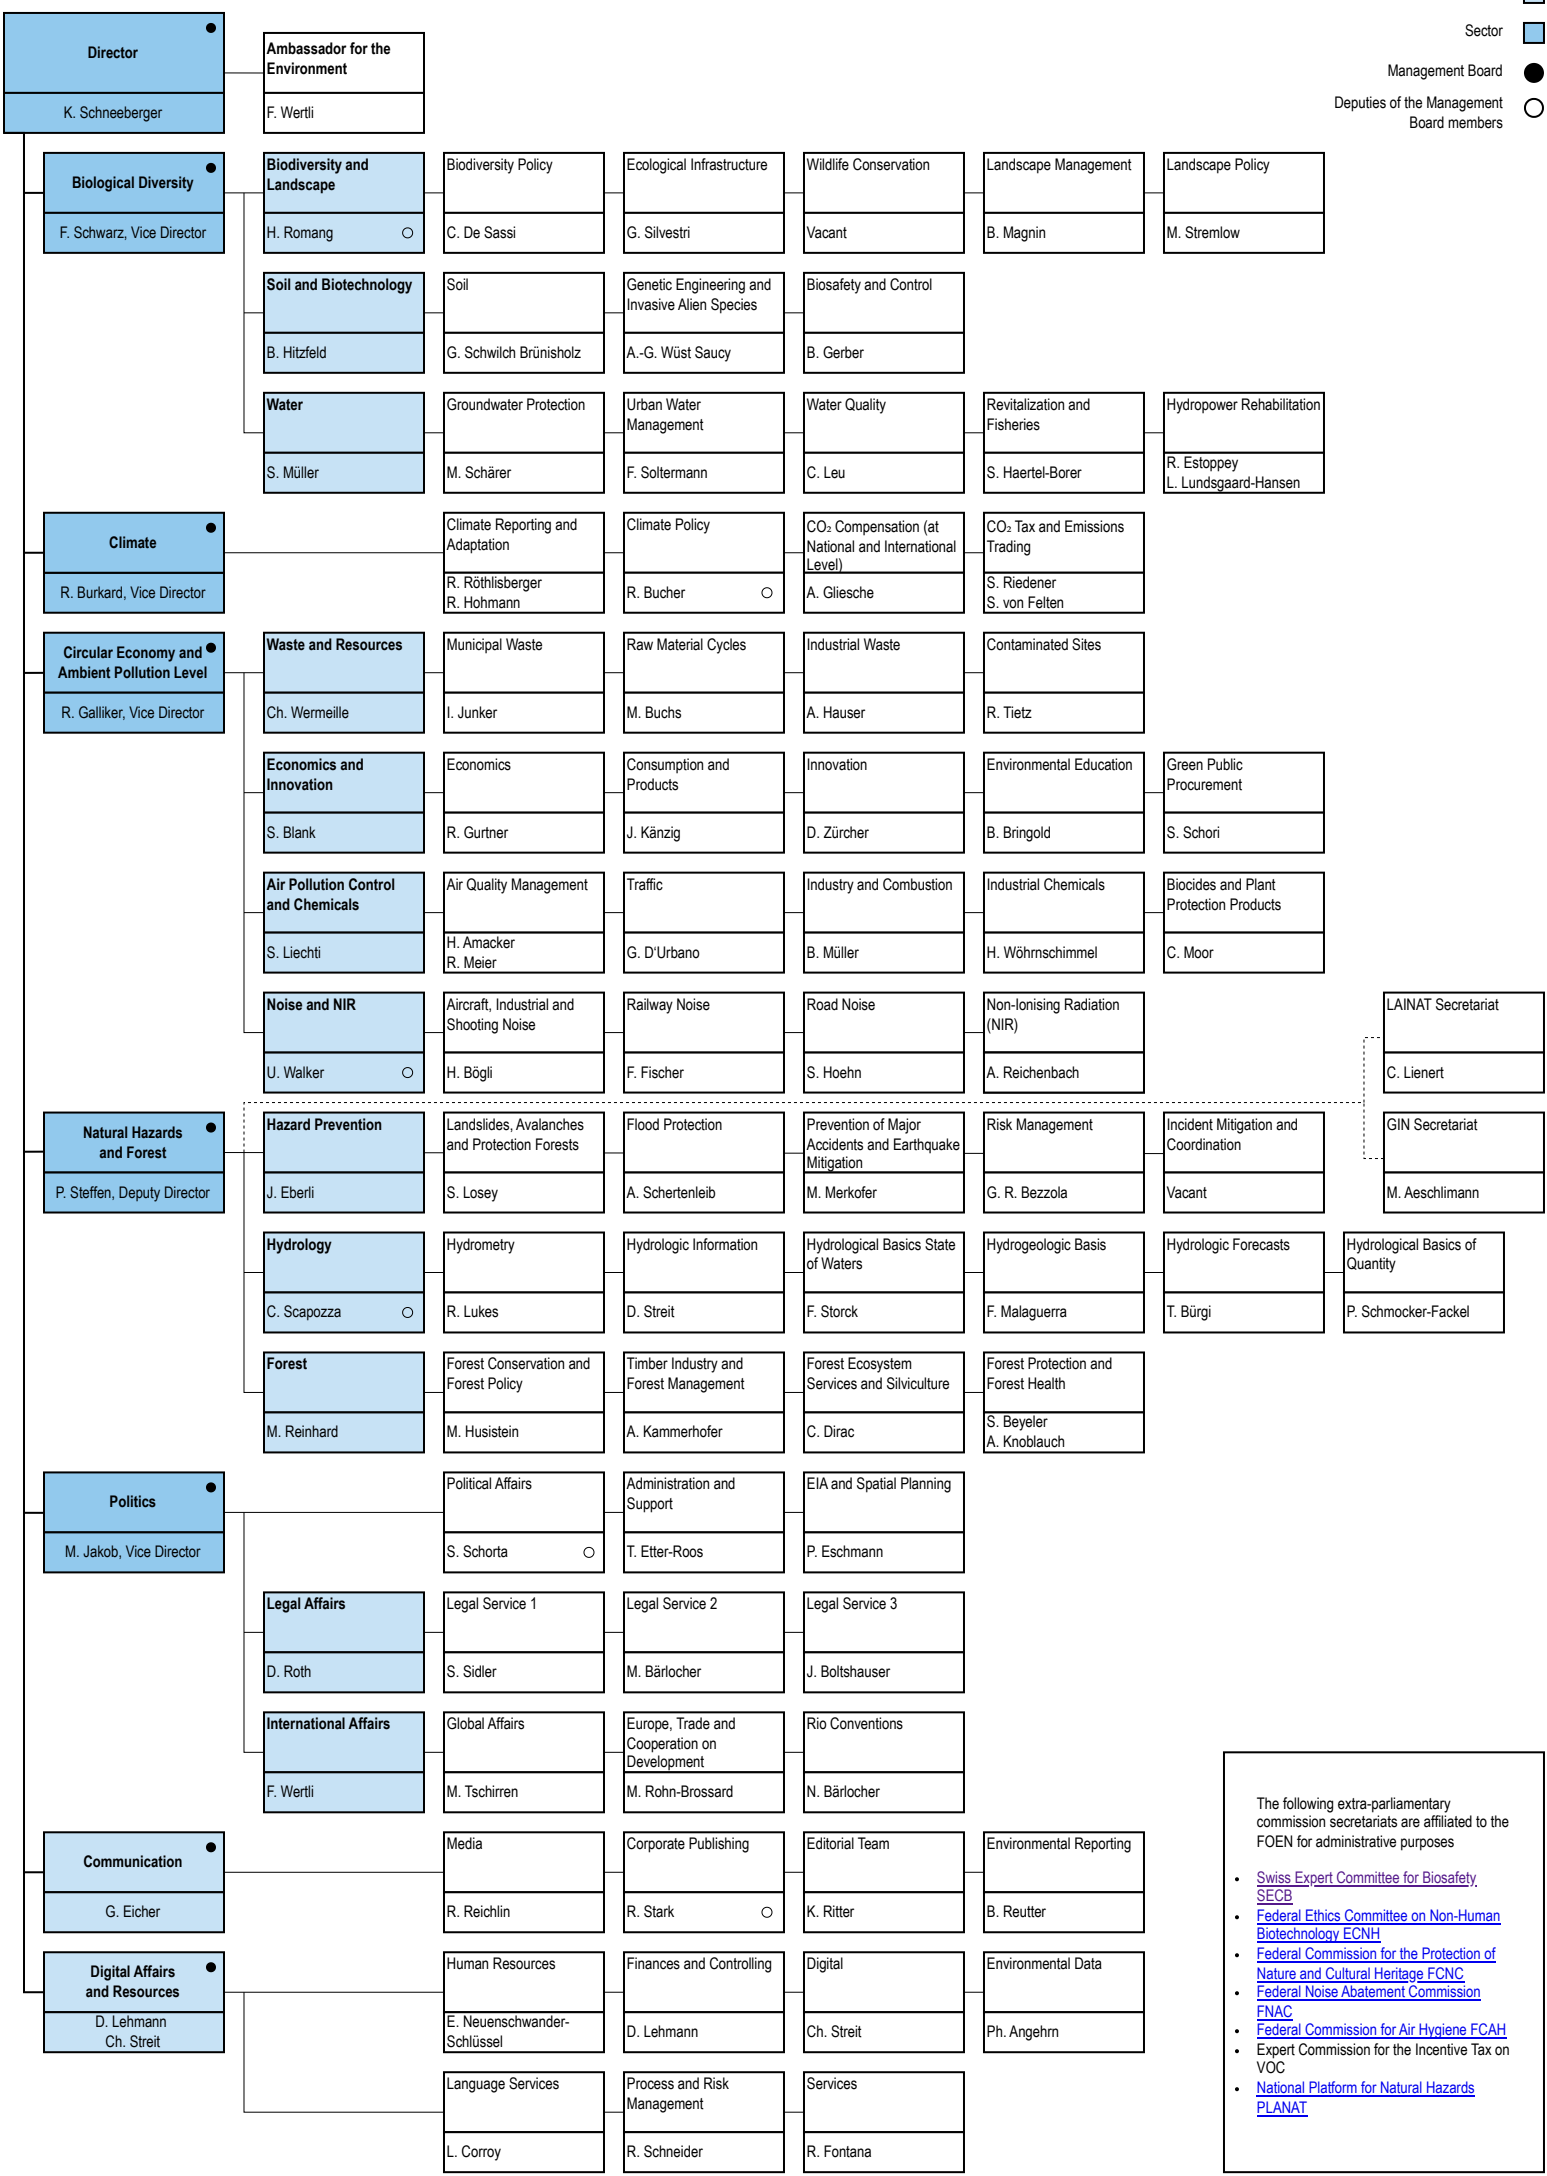 Sector
Management Board
Deputies of the Management
Board members
Director
K. Schneeberger
Ambassador for the
Environment
F. Wertli
Biological Diversity
F. Schwarz, Vice Director
Biodiversity and
Landscape
H. Romang
Biodiversity Policy
C. De Sassi
Ecological Infrastructure
G. Silvestri
Wildlife Conservation
Vacant
Landscape Management
B. Magnin
Landscape Policy
M. Stremlow
Soil and Biotechnology
B. Hitzfeld
Soil
G. Schwilch Brünisholz
Genetic Engineering and
Invasive Alien Species
A.-G. Wüst Saucy
Biosafety and Control
B. Gerber
Water
S. Müller
Groundwater Protection
M. Schärer
Urban Water
Management
F. Soltermann
Water Quality
C. Leu
Revitalization and
Fisheries
S. Haertel-Borer
Hydropower Rehabilitation
R. Estoppey
L. Lundsgaard-Hansen
Climate
R. Burkard, Vice Director
Climate Reporting and
Adaptation
R. Röthlisberger
R. Hohmann
Climate Policy
R. Bucher
CO₂ Compensation (at
National and International
Level)
A. Gliesche
CO₂ Tax and Emissions
Trading
S. Riedener
S. von Felten
Circular Economy and
Ambient Pollution Level
R. Galliker, Vice Director
Waste and Resources
Ch. Wermeille
Municipal Waste
I. Junker
Raw Material Cycles
M. Buchs
Industrial Waste
A. Hauser
Contaminated Sites
R. Tietz
Economics and
Innovation
S. Blank
Economics
R. Gurtner
Consumption and
Products
J. Känzig
Innovation
D. Zürcher
Environmental Education
B. Bringold
Green Public
Procurement
S. Schori
Air Pollution Control
and Chemicals
S. Liechti
Air Quality Management
H. Amacker
R. Meier
Traffic
G. D‘Urbano
Industry and Combustion
B. Müller
Industrial Chemicals
H. Wöhrnschimmel
Biocides and Plant
Protection Products
C. Moor
Noise and NIR
U. Walker
Aircraft, Industrial and
Shooting Noise
H. Bögli
Railway Noise
F. Fischer
Road Noise
S. Hoehn
Non-Ionising Radiation
(NIR)
A. Reichenbach
LAINAT Secretariat
C. Lienert
Natural Hazards
and Forest
P. Steffen, Deputy Director
Hazard Prevention
J. Eberli
Landslides, Avalanches
and Protection Forests
S. Losey
Flood Protection
A. Schertenleib
Prevention of Major
Accidents and Earthquake
Mitigation
M. Merkofer
Risk Management
G. R. Bezzola
Incident Mitigation and
Coordination
Vacant
GIN Secretariat
M. Aeschlimann
Hydrology
C. Scapozza
Hydrometry
R. Lukes
Hydrologic Information
D. Streit
Hydrological Basics State
of Waters
F. Storck
Hydrogeologic Basis
F. Malaguerra
Hydrologic Forecasts
T. Bürgi
Hydrological Basics of
Quantity
P. Schmocker-Fackel
Forest
M. Reinhard
Forest Conservation and
Forest Policy
M. Husistein
Timber Industry and
Forest Management
A. Kammerhofer
Forest Ecosystem
Services and Silviculture
C. Dirac
Forest Protection and
Forest Health
S. Beyeler
A. Knoblauch
Politics
M. Jakob, Vice Director
Political Affairs
S. Schorta
Administration and
Support
T. Etter-Roos
EIA and Spatial Planning
P. Eschmann
Legal Affairs
D. Roth
Legal Service 1
S. Sidler
Legal Service 2
M. Bärlocher
Legal Service 3
J. Boltshauser
International Affairs
F. Wertli
Global Affairs
M. Tschirren
Europe, Trade and
Cooperation on
Development
M. Rohn-Brossard
Rio Conventions
N. Bärlocher
Communication
G. Eicher
Media
R. Reichlin
Corporate Publishing
R. Stark
Editorial Team
K. Ritter
Environmental Reporting
B. Reutter
Digital Affairs
and Resources
D. Lehmann
Ch. Streit
Human Resources
E. Neuenschwander-
Schlüssel
Finances and Controlling
D. Lehmann
Digital
Ch. Streit
Environmental Data
Ph. Angehrn
Language Services
L. Corroy
Process and Risk
Management
R. Schneider
Services
R. Fontana
The following extra-parliamentary
commission secretariats are affiliated to the
FOEN for administrative purposes
• Swiss Expert Committee for Biosafety
SECB
• Federal Ethics Committee on Non-Human
Biotechnology ECNH
• Federal Commission for the Protection of
Nature and Cultural Heritage FCNC
• Federal Noise Abatement Commission
FNAC
• Federal Commission for Air Hygiene FCAH
• Expert Commission for the Incentive Tax on
VOC
• National Platform for Natural Hazards
PLANAT